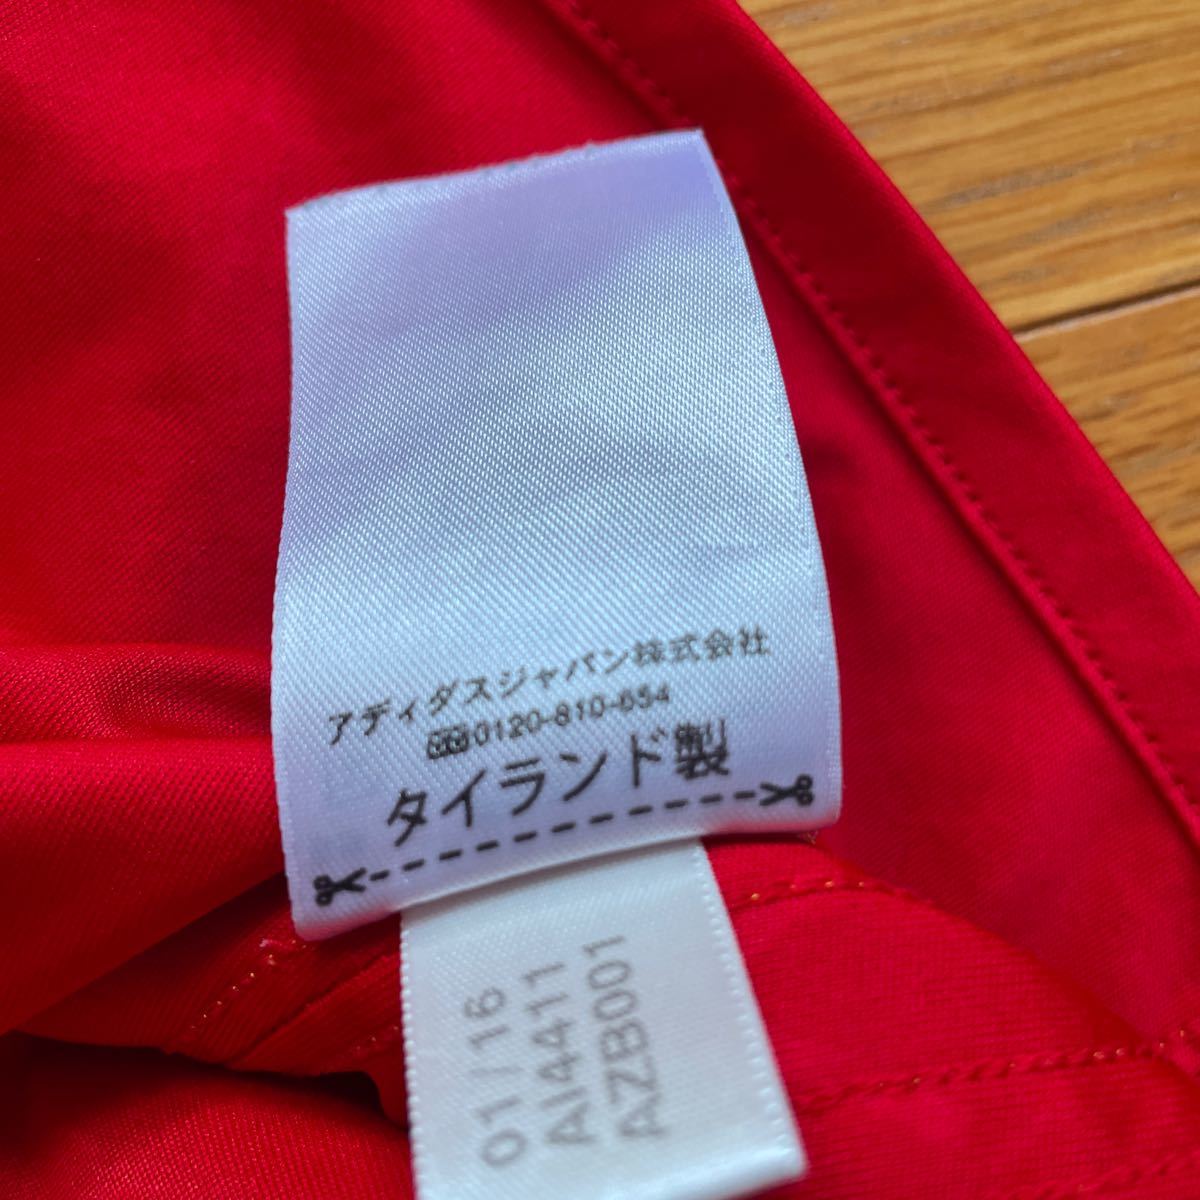 アディダスジャパン株式会社
0120-810-654
タイランド製
01/16
AI4411
AZB001